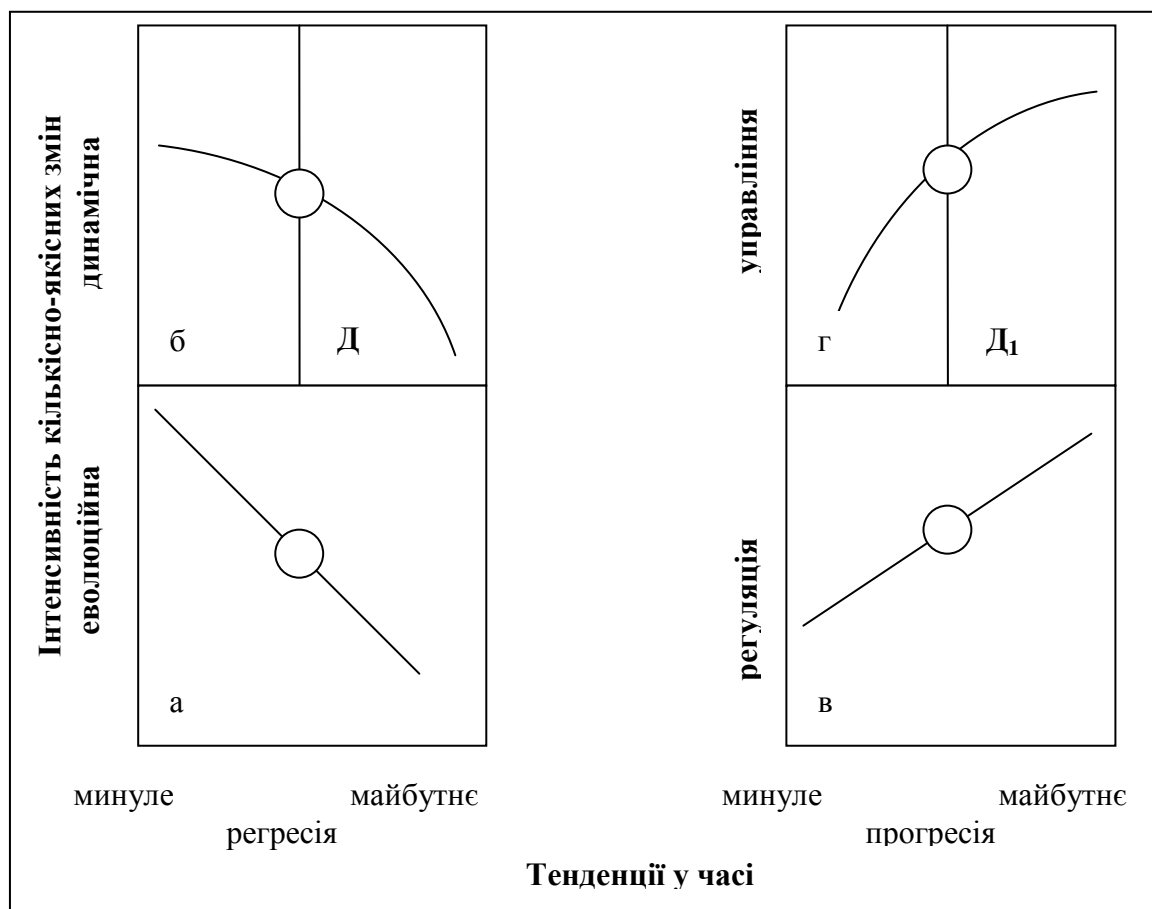 Інтенсивність кількісно-якісних змін
динамічна
еволюційна
б
Д
а
управління
регуляція
г
Д₁
в
минуле
майбутнє
регресія
минуле
майбутнє
прогресія
Тенденції у часі